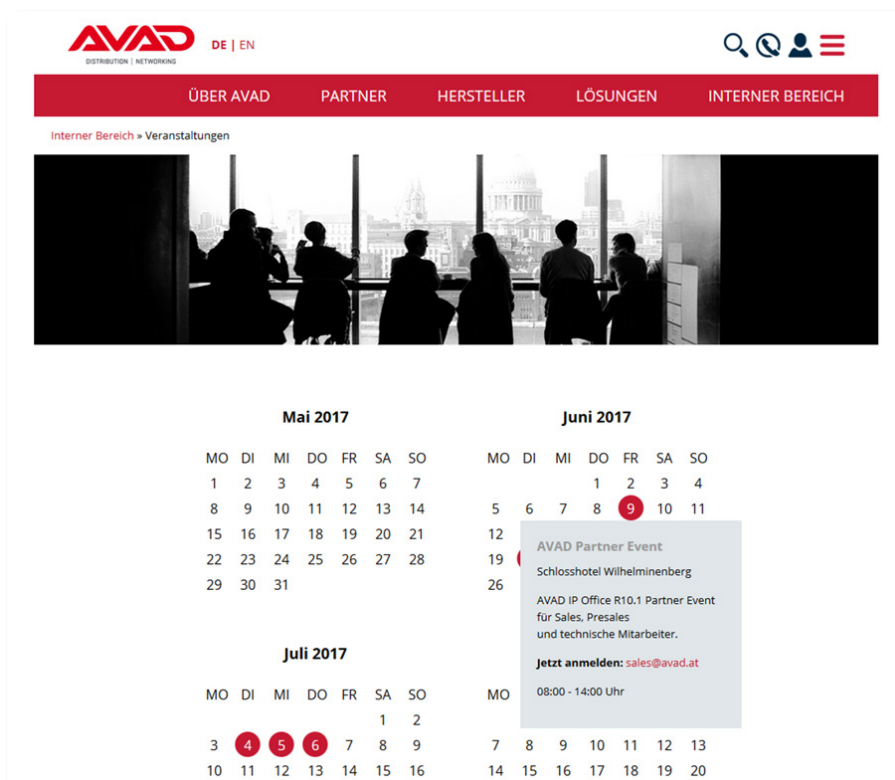 AVAD
DISTRIBUTION | NETWORKING
DE | EN
ÜBER AVAD PARTNER HERSTELLER LÖSUNGEN INTERNER BEREICH
Interner Bereich » Veranstaltungen
Mai 2017
MO DI MI DO FR SA SO
1 2 3 4 5 6 7
8 9 10 11 12 13 14
15 16 17 18 19 20 21
22 23 24 25 26 27 28
29 30 31
Juni 2017
MO DI MI DO FR SA SO
1 2 3 4
5 6 7 8 9 10 11
12
19
26
AVAD Partner Event
Schlosshotel Wilhelminenberg
AVAD IP Office R10.1 Partner Event
für Sales, Presales
und technische Mitarbeiter.
Jetzt anmelden: sales@avad.at
08:00 - 14:00 Uhr
Juli 2017
MO DI MI DO FR SA SO
1 2
3 4 5 6 7 8 9
10 11 12 13 14 15 16
MO
7 8 9 10 11 12 13
14 15 16 17 18 19 20